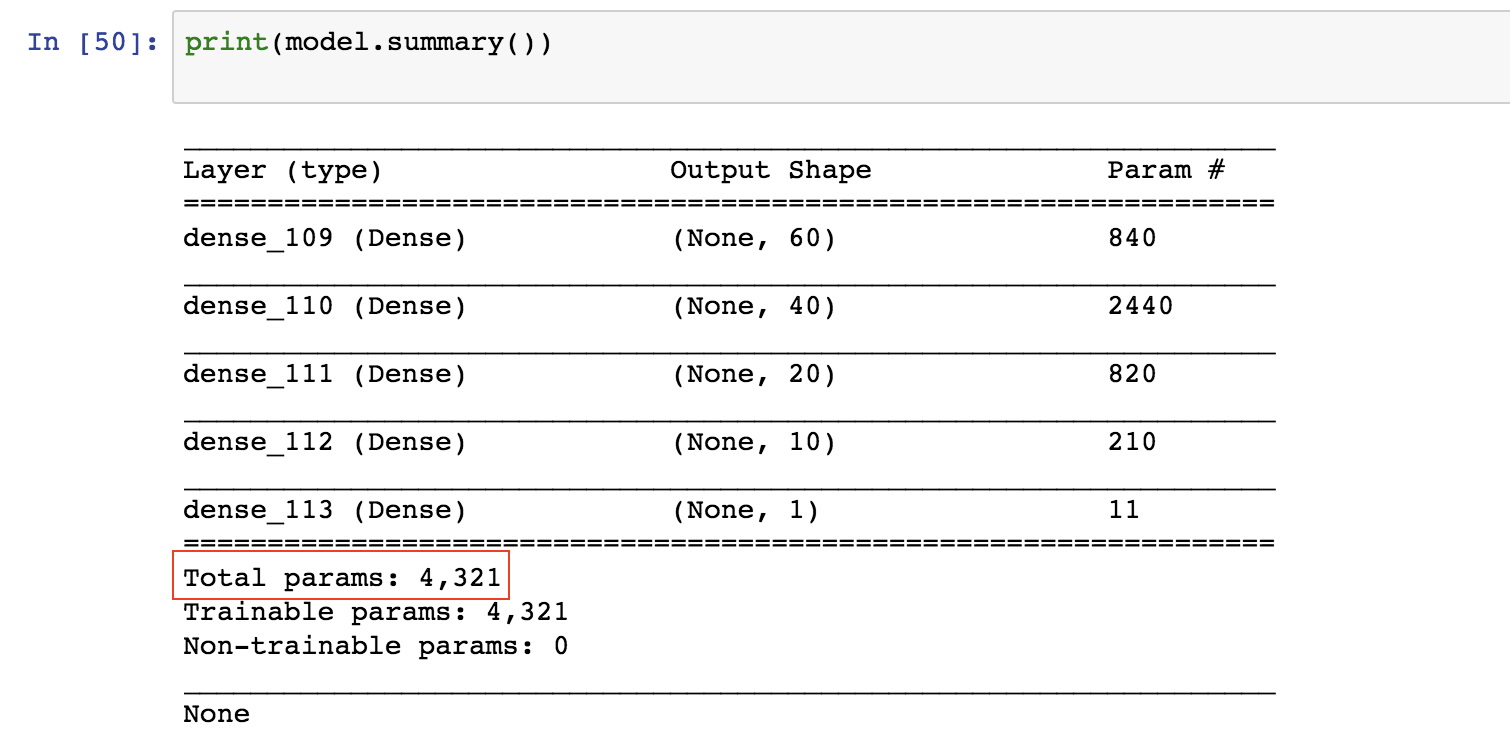 In [50]: print(model.summary())
_________________________________________________________________
Layer (type)                 Output Shape              Param #
=================================================================
dense_109 (Dense)            (None, 60)                840
_________________________________________________________________
dense_110 (Dense)            (None, 40)                2440
_________________________________________________________________
dense_111 (Dense)            (None, 20)                820
_________________________________________________________________
dense_112 (Dense)            (None, 10)                210
_________________________________________________________________
dense_113 (Dense)            (None, 1)                 11
=================================================================
Total params: 4,321
Trainable params: 4,321
Non-trainable params: 0
_________________________________________________________________
None